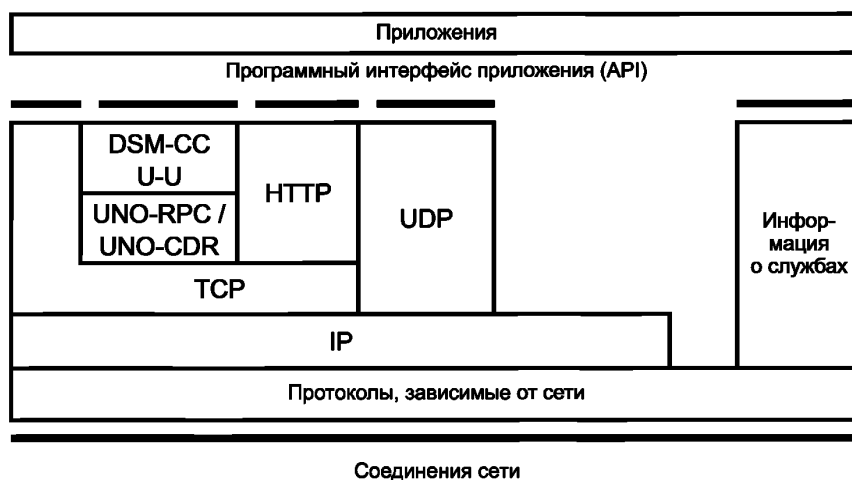 Приложения
Программный интерфейс приложения (API)
DSM-CC
U-U
UNO-RPC /
UNO-CDR
HTTP
UDP
TCP
Инфор-
мация
о службах
IP
Протоколы, зависимые от сети
Соединения сети